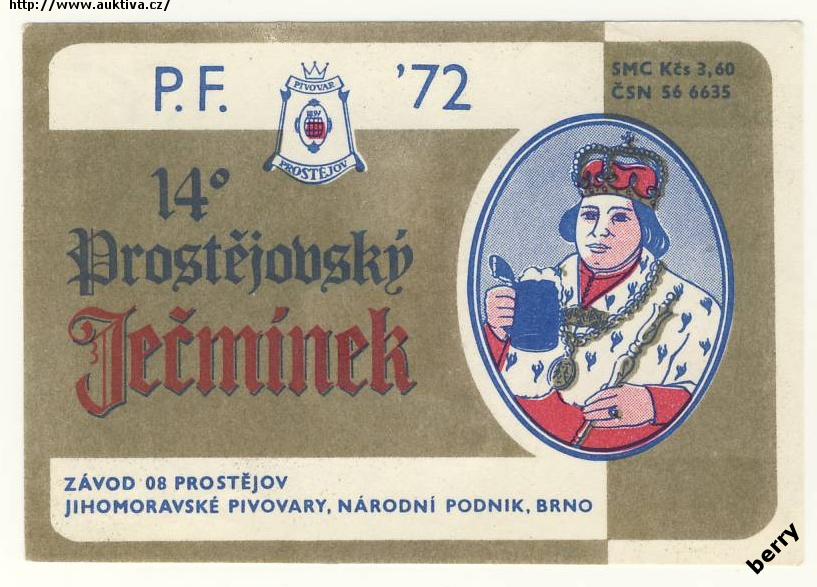 http://www.auktiva.cz/
P. F. '72
SMC Kčs 3,60
ČSN 56 6635
PIVOVAR
1897
PROSTĚJOV
14°
Prostějovský
Ječmínek
ZÁVOD 08 PROSTĚJOV
JIHOMORAVSKÉ PIVOVARY, NÁRODNÍ PODNIK, BRNO
berry